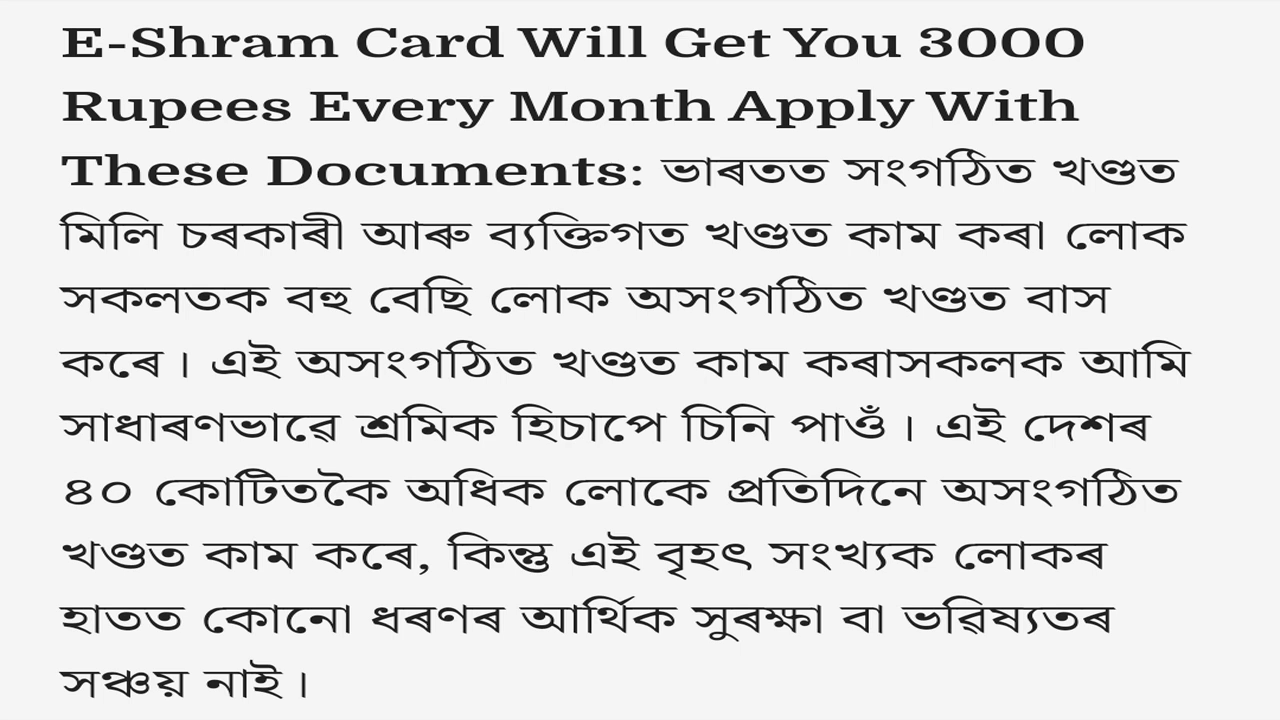 E-Shram Card Will Get You 3000
Rupees Every Month Apply With
These Documents: ভাৰতত সংগঠিত খণ্ডত
মিলি চৰকাৰী আৰু ব্যক্তিগত খণ্ডত কাম কৰা লোক
সকলতক বহু বেছি লোক অসংগঠিত খণ্ডত বাস
কৰে। এই অসংগঠিত খণ্ডত কাম কৰাসকলক আমি
সাধাৰণভাৱে শ্ৰমিক হিচাপে চিনি পাওঁ। এই দেশৰ
৪০ কোটিতকৈ অধিক লোকে প্ৰতিদিনে অসংগঠিত
খণ্ডত কাম কৰে, কিন্তু এই বৃহৎ সংখ্যক লোকৰ
হাতত কোনো ধৰণৰ আৰ্থিক সুৰক্ষা বা ভৱিষ্যতৰ
সঞ্চয় নাই।